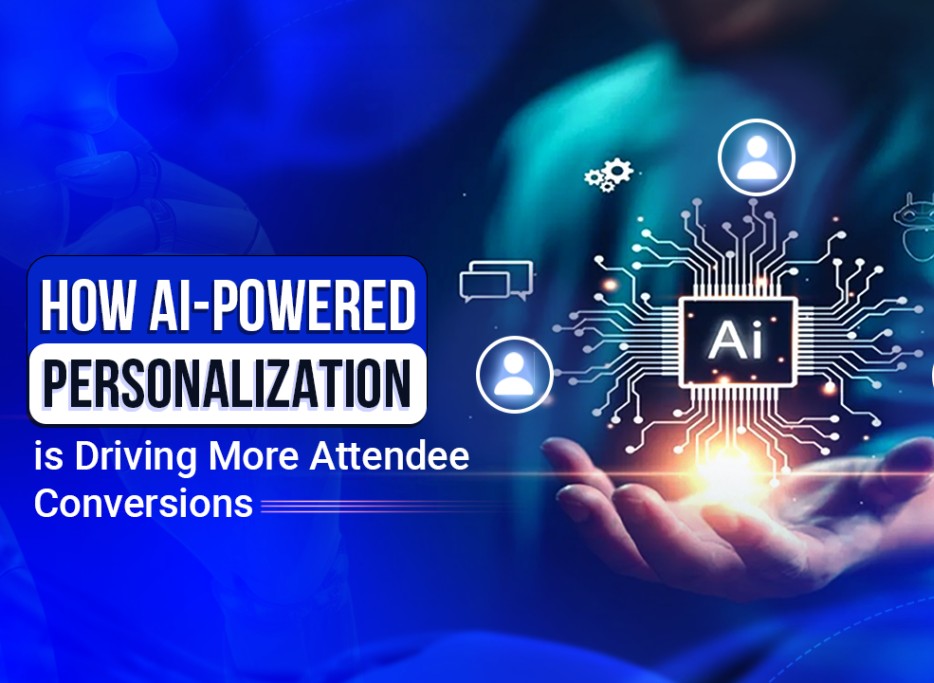 HOW AI-POWERED
PERSONALIZATION
is Driving More Attendee
Conversions
Ai